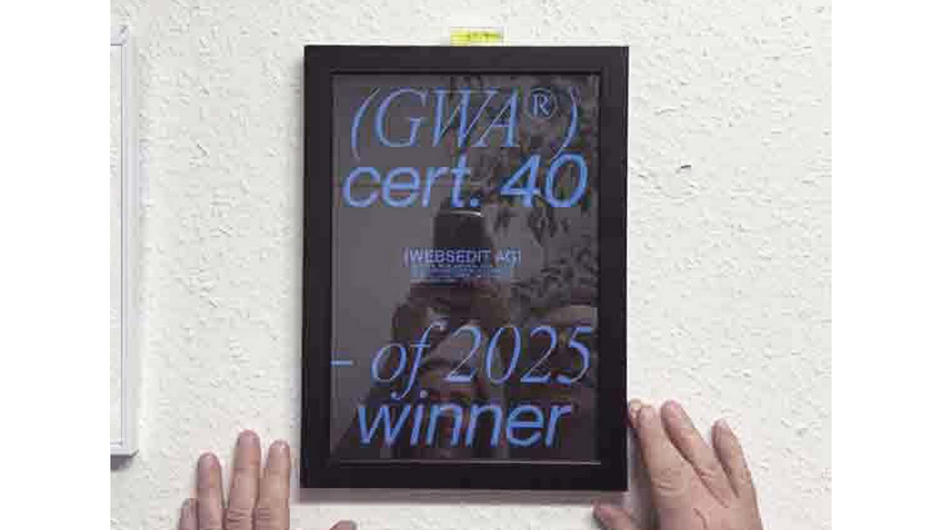 (GWA®)
cert. 40
[WEBSEDIT AG]
- of 2025
winner